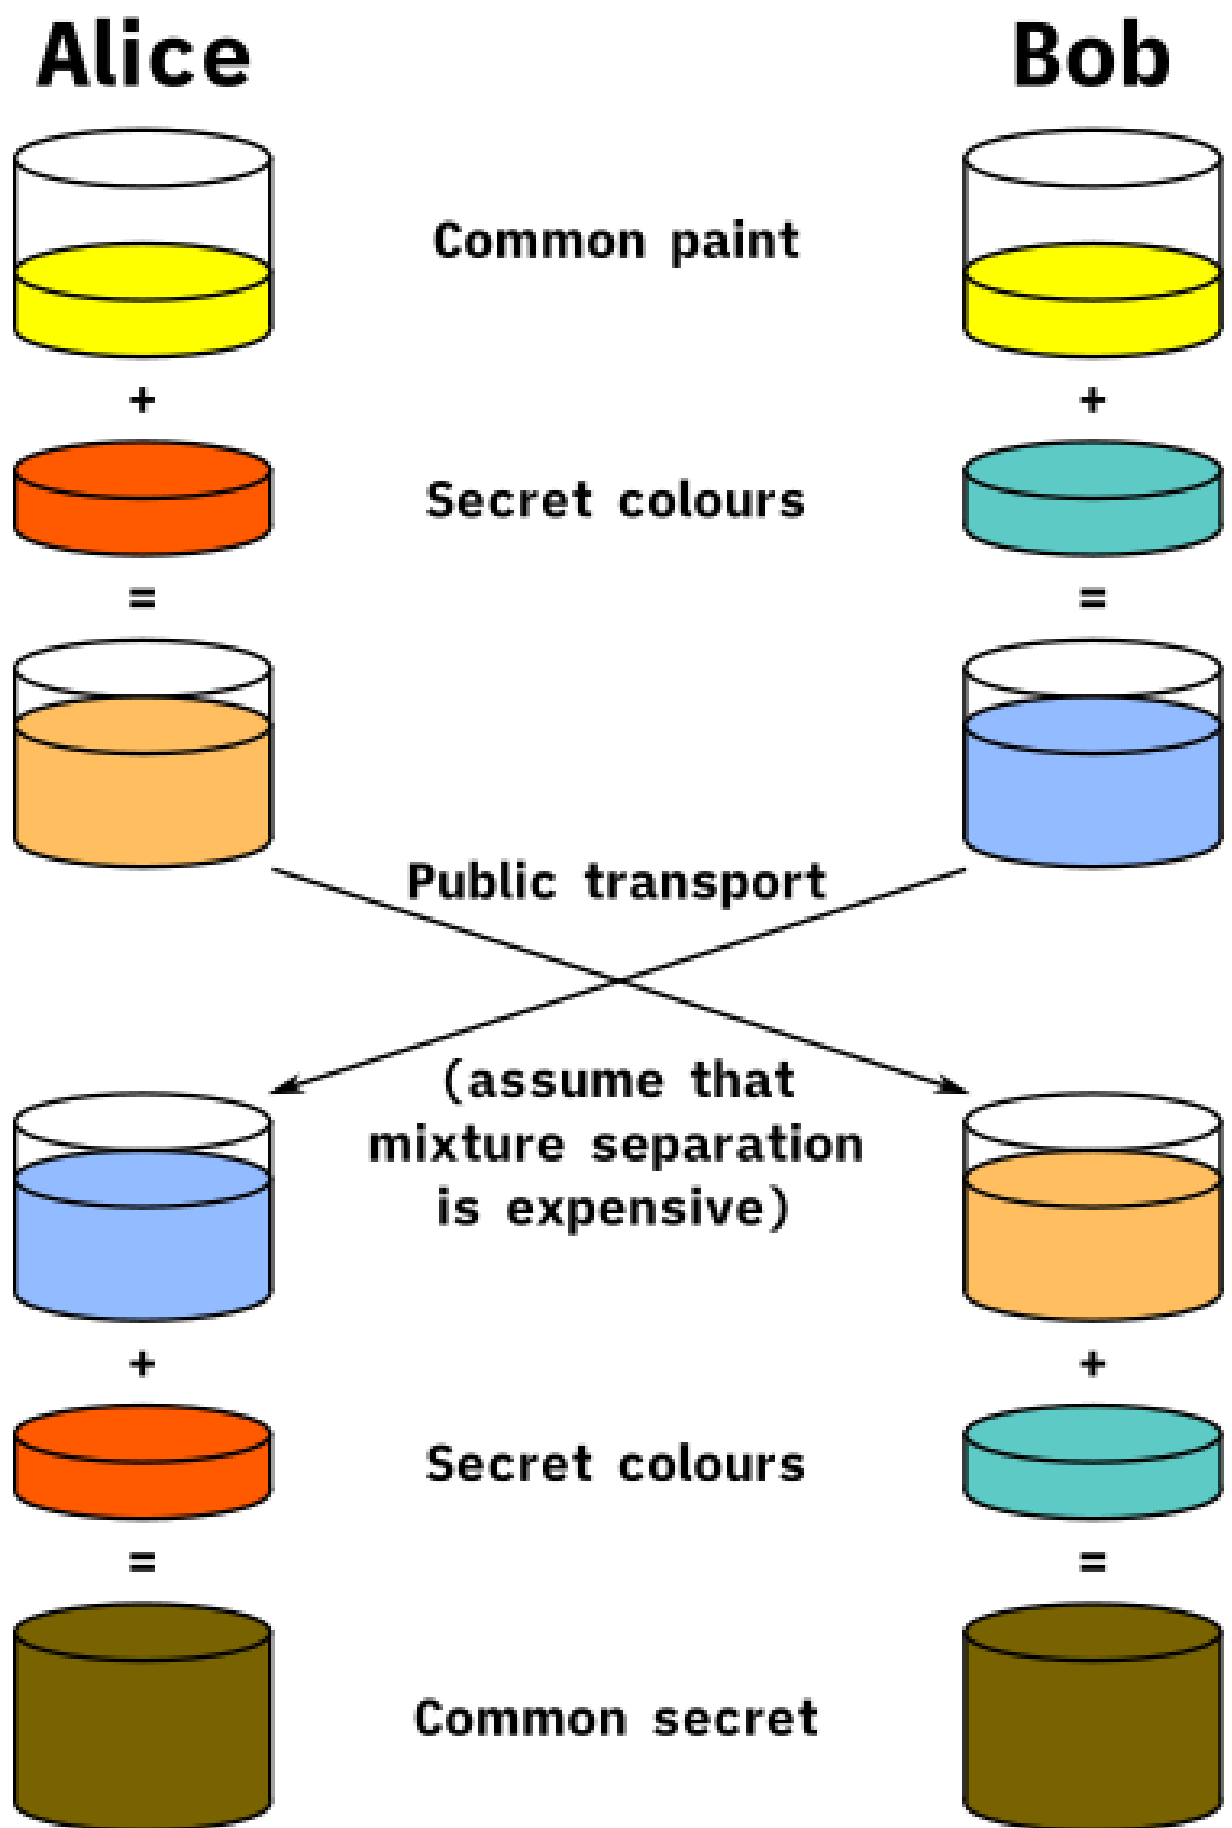 Alice
Bob
Common paint
+
+
Secret colours
=
=
Public transport
(assume that
mixture separation
is expensive)
+
+
Secret colours
=
=
Common secret